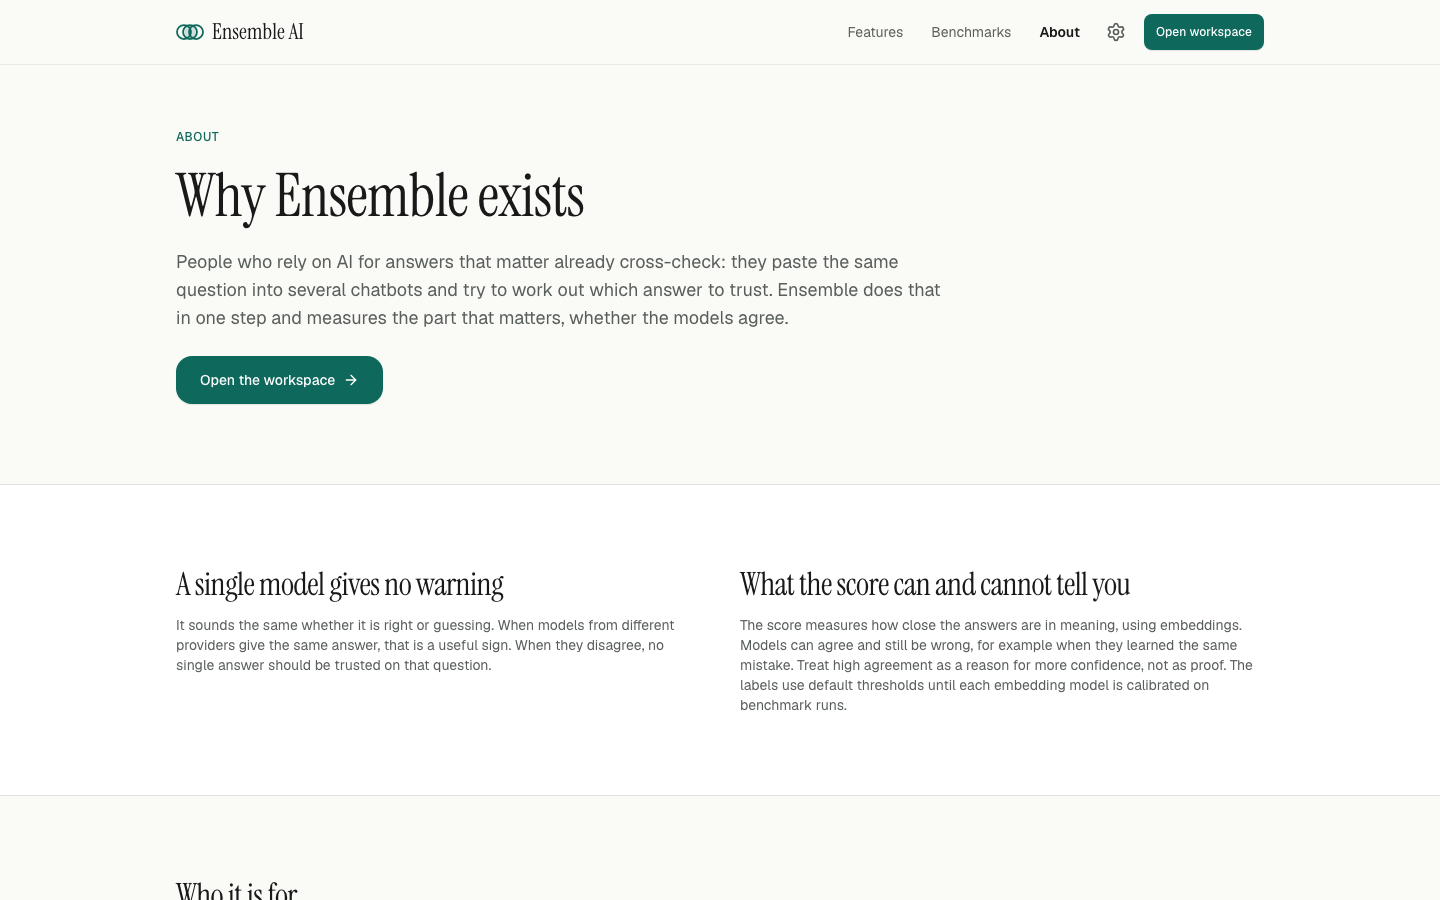 Ensemble AI
Features
Benchmarks
About
Open workspace
ABOUT
Why Ensemble exists
People who rely on AI for answers that matter already cross-check: they paste the same
question into several chatbots and try to work out which answer to trust. Ensemble does that
in one step and measures the part that matters, whether the models agree.
Open the workspace
A single model gives no warning
It sounds the same whether it is right or guessing. When models from different
providers give the same answer, that is a useful sign. When they disagree, no
single answer should be trusted on that question.
What the score can and cannot tell you
The score measures how close the answers are in meaning, using embeddings.
Models can agree and still be wrong, for example when they learned the same
mistake. Treat high agreement as a reason for more confidence, not as proof. The
labels use default thresholds until each embedding model is calibrated on
benchmark runs.
Who it is for